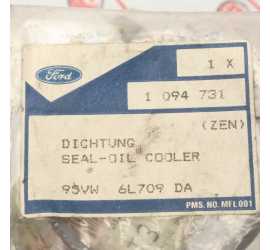 Ford
1 X
1 094 731
(ZEN)
DICHTUNG
SEAL-OIL COOLER
95VW 6L709 DA
PMS. NO. MFL001